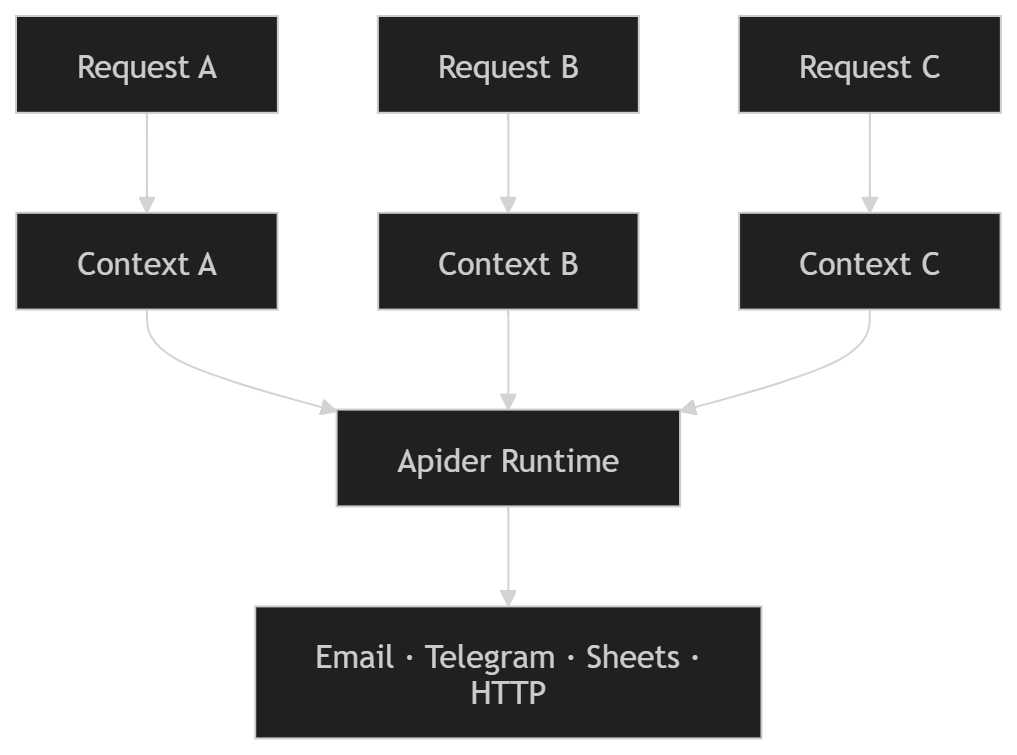 Request A
Request B
Request C
Context A
Context B
Context C
Apider Runtime
Email · Telegram · Sheets ·
HTTP